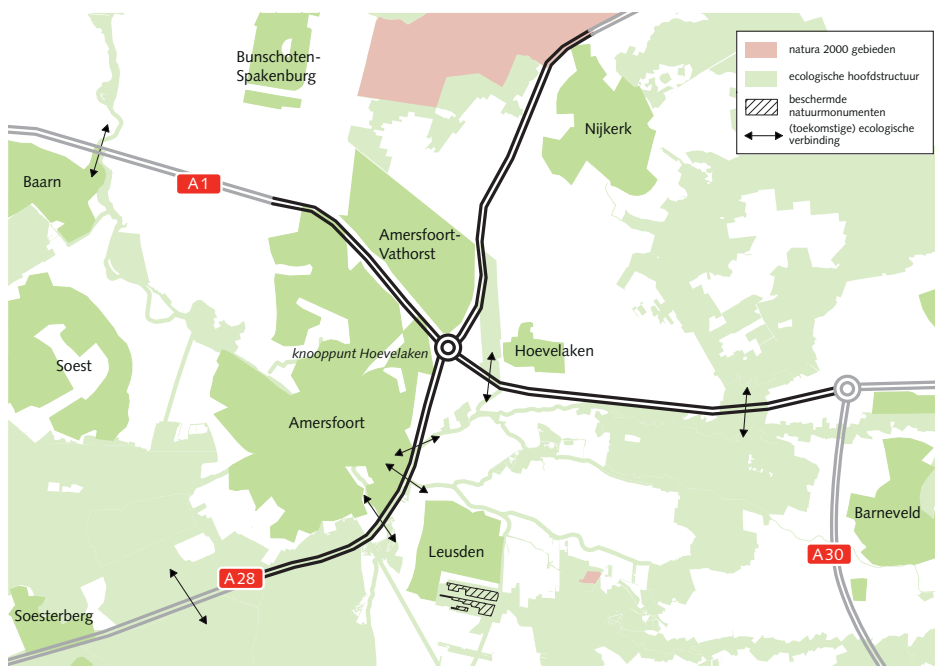 Bunschoten-
Spakenburg
natura 2000 gebieden
ecologische hoofdstructuur
beschermde
natuurmonumenten
(toekomstige) ecologische
verbinding
Nijkerk
Baarn
A1
Amersfoort-
Vathorst
knooppunt Hoevelaken
Hoevelaken
Soest
Amersfoort
Barneveld
Leusden
A30
A28
Soesterberg